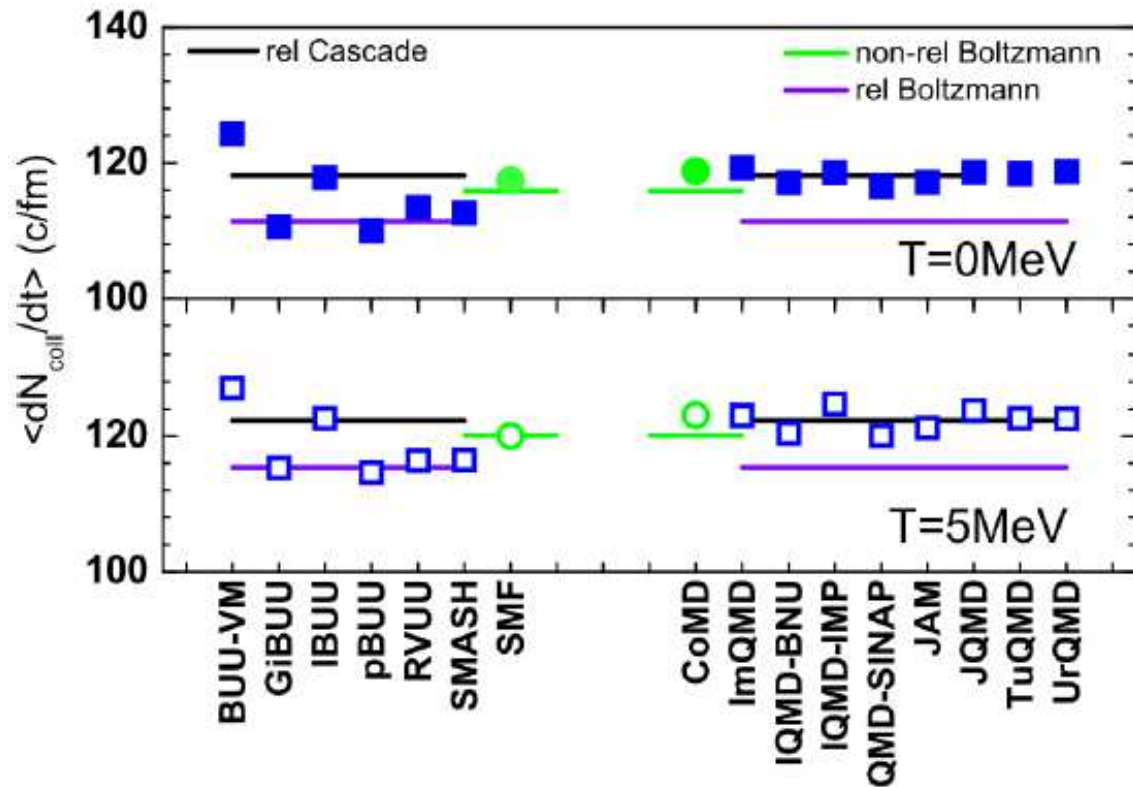 140
120
100
120
100
<dN_coll/dt> (c/fm)
rel Cascade
non-rel Boltzmann
rel Boltzmann
T=0MeV
T=5MeV
BUU-VM
GiBUU
IBUU
pBUU
RVUU
SMASH
SMF
CoMD
ImQMD
IQMD-BNU
IQMD-IMP
QMD-SINAP
JAM
JQMD
TuQMD
UrQMD